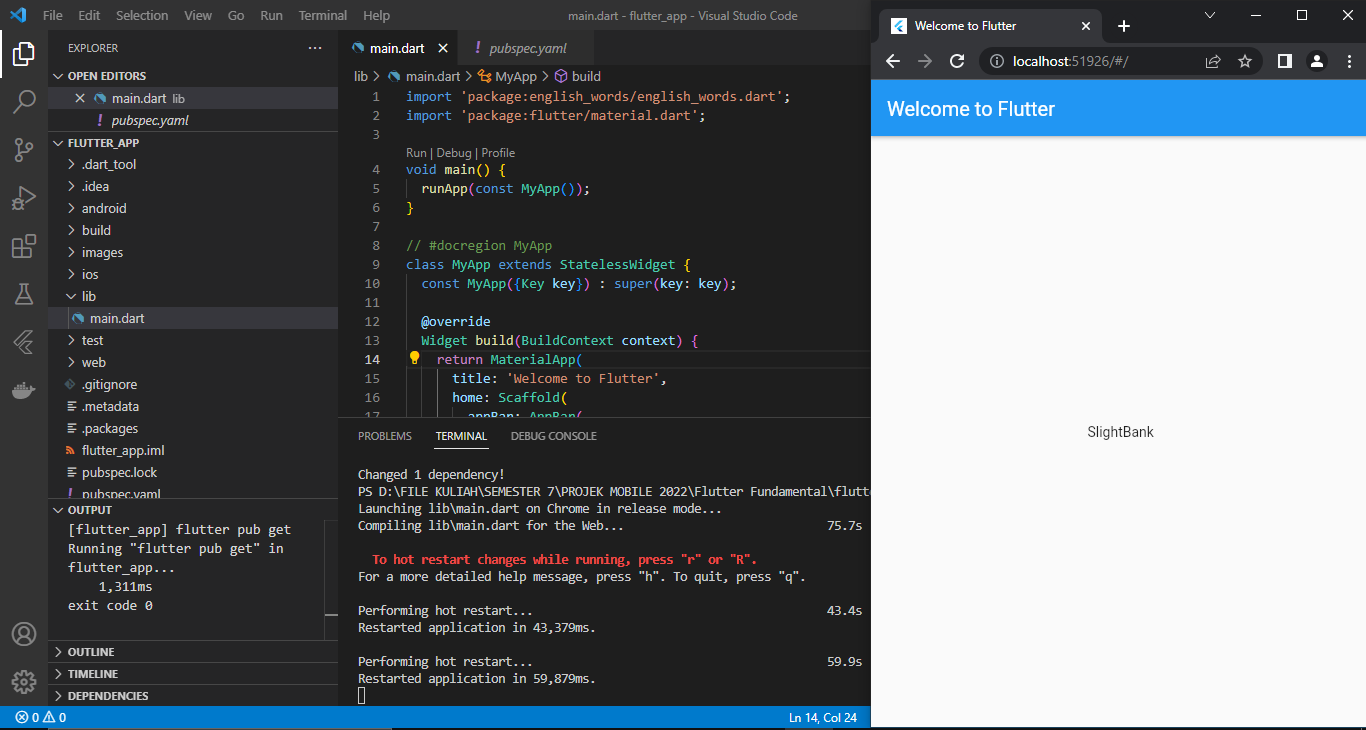 File Edit Selection View Go Run Terminal Help
main.dart - flutter_app - Visual Studio Code
EXPLORER
OPEN EDITORS
main.dart lib
! pubspec.yaml
FLUTTER_APP
.dart_tool
.idea
android
build
images
ios
lib
main.dart
test
web
.gitignore
.metadata
.packages
flutter_app.iml
pubspec.lock
! pubspec.yaml
OUTPUT
[flutter_app] flutter pub get
Running "flutter pub get" in
flutter_app...
1,311ms
exit code 0
OUTLINE
TIMELINE
DEPENDENCIES
main.dart
! pubspec.yaml
lib > main.dart > MyApp > build
1 import 'package:english_words/english_words.dart';
2 import 'package:flutter/material.dart';
3
Run | Debug | Profile
4 void main() {
5 runApp(const MyApp());
6 }
7
8 // #docregion MyApp
9 class MyApp extends StatelessWidget {
10 const MyApp({Key key}) : super(key: key);
11
12 @override
13 Widget build(BuildContext context) {
14 return MaterialApp(
15 title: 'Welcome to Flutter',
16 home: Scaffold(
17 appBar: AppBar(
PROBLEMS TERMINAL DEBUG CONSOLE
Changed 1 dependency!
PS D:\FILE KULIAH\SEMESTER 7\PROJEK MOBILE 2022\Flutter Fundamental\flutt
Launching lib\main.dart on Chrome in release mode...
Compiling lib\main.dart for the Web... 75.7s
To hot restart changes while running, press "r" or "R".
For a more detailed help message, press "h". To quit, press "q".
Performing hot restart... 43.4s
Restarted application in 43,379ms.
Performing hot restart... 59.9s
Restarted application in 59,879ms.
0 0
Ln 14, Col 24
Welcome to Flutter
localhost:51926/#/
Welcome to Flutter
SlightBank